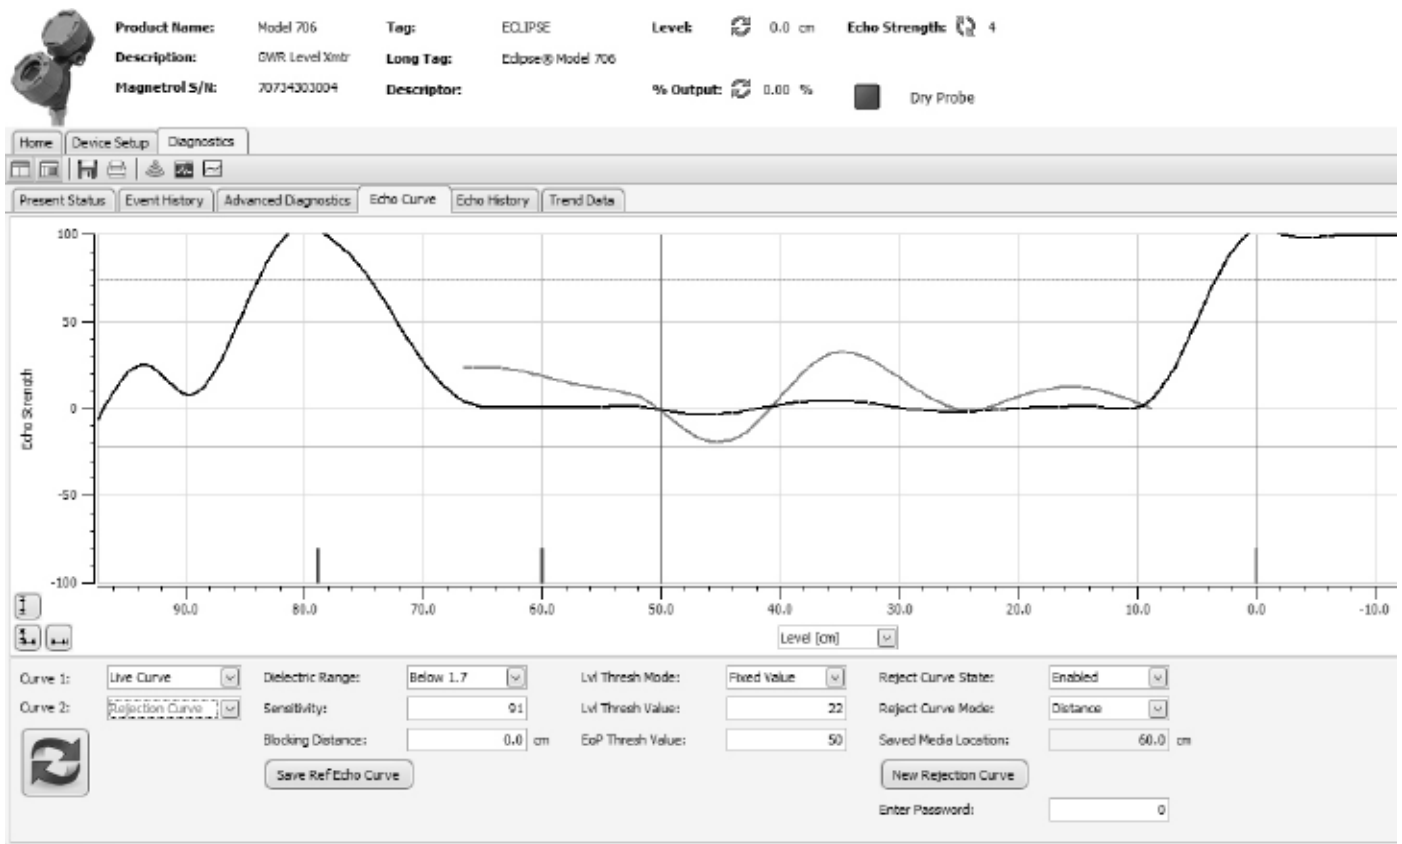 Product Name: Model 706 Tag: ECLIPSE Level: 0.0 cm Echo Strength: 4
Description: GWR Level Xmtr Long Tag: Eclipse® Model 706
Magnetrol S/N: 70734303004 Descriptor: % Output: 0.00 % Dry Probe
Home Device Setup Diagnostics
Present Status Event History Advanced Diagnostics Echo Curve Echo History Trend Data
100
50
0
-50
-100
Echo Strength
90.0 80.0 70.0 60.0 50.0 40.0 30.0 20.0 10.0 0.0 -10.0
Level [cm]
Curve 1: Live Curve Dielectric Range: Below 1.7 Lvl Thresh Mode: Fixed Value Reject Curve State: Enabled
Curve 2: Rejection Curve Sensitivity: 91 Lvl Thresh Value: 22 Reject Curve Mode: Distance
Blocking Distance: 0.0 cm EoP Thresh Value: 50 Saved Media Location: 60.0 cm
Save Ref Echo Curve New Rejection Curve
Enter Password: 0